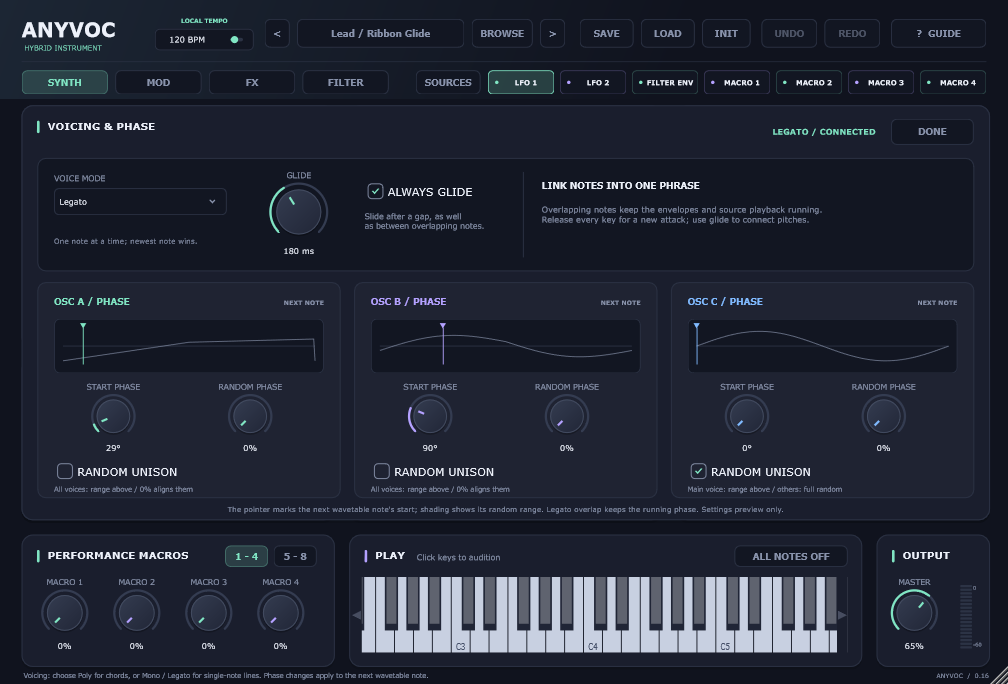 ANYVOC
HYBRID INSTRUMENT
LOCAL TEMPO
120 BPM
<
Lead / Ribbon Glide
BROWSE
>
SAVE
LOAD
INIT
UNDO
REDO
? GUIDE
SYNTH
MOD
FX
FILTER
SOURCES
LFO 1
LFO 2
FILTER ENV
MACRO 1
MACRO 2
MACRO 3
MACRO 4
VOICING & PHASE
LEGATO / CONNECTED
DONE
VOICE MODE
Legato
One note at a time; newest note wins.
GLIDE
180 ms
ALWAYS GLIDE
Slide after a gap, as well
as between overlapping notes.
LINK NOTES INTO ONE PHRASE
Overlapping notes keep the envelopes and source playback running.
Release every key for a new attack; use glide to connect pitches.
OSC A / PHASE
NEXT NOTE
START PHASE
RANDOM PHASE
29°
0%
RANDOM UNISON
All voices: range above / 0% aligns them
OSC B / PHASE
NEXT NOTE
START PHASE
RANDOM PHASE
90°
0%
RANDOM UNISON
All voices: range above / 0% aligns them
OSC C / PHASE
NEXT NOTE
START PHASE
RANDOM PHASE
0°
0%
RANDOM UNISON
Main voice: range above / others: full random
The pointer marks the next wavetable note's start; shading shows its random range. Legato overlap keeps the running phase. Settings preview only.
PERFORMANCE MACROS
1 - 4
5 - 8
MACRO 1
MACRO 2
MACRO 3
MACRO 4
0%
0%
0%
0%
PLAY
Click keys to audition
ALL NOTES OFF
C3
C4
C5
OUTPUT
MASTER
65%
0
-60
Voicing: choose Poly for chords, or Mono / Legato for single-note lines. Phase changes apply to the next wavetable note.
ANYVOC / 0.16